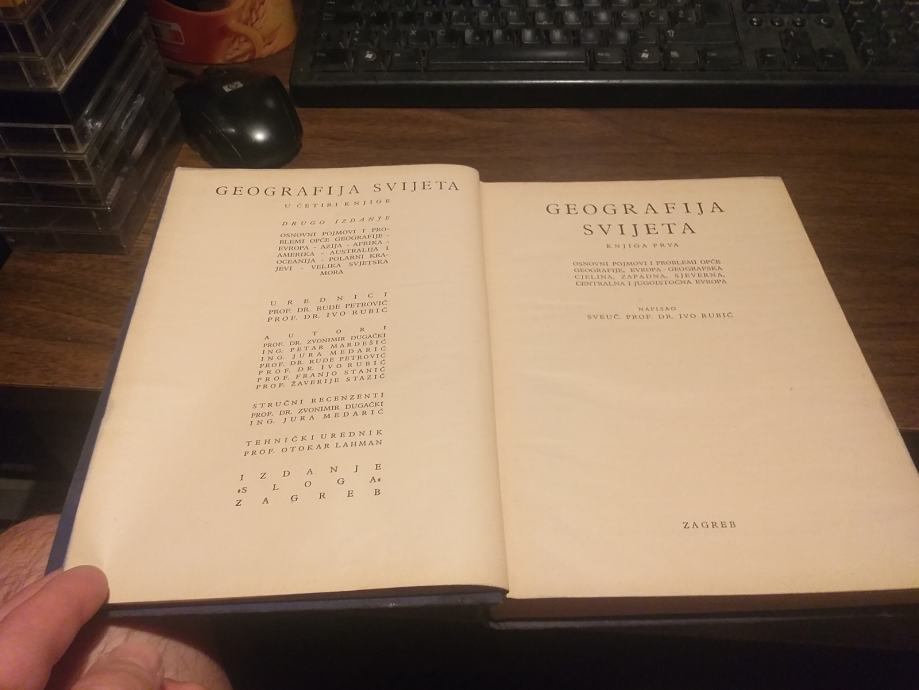 GEOGRAFIJA SVIJETA
U ČETIRI KNJIGE
DRUGO IZDANJE
OSNOVNI POJMOVI I PRO-
BLEMI OPĆE GEOGRAFIJE -
EVROPA - AZIJA - AFRIKA -
AMERIKA - AUSTRALIJA I
OCEANIJA - POLARNI KRA-
JEVI - VELIKA SVJETSKA
MORA
UREDNICI
PROF. DR. RUDE PETROVIĆ
PROF. DR. IVO RUBIĆ
AUTORI
PROF. DR. ZVONIMIR DUGAČKI
ING. PETAR MARDEŠIĆ
ING. JURA MEDARIĆ
PROF. DR. RUDE PETROVIĆ
PROF. DR. IVO RUBIĆ
PROF. FRANJO STANIĆ
PROF. ŽAVERIJE STAZIĆ
STRUČNI RECENZENTI
PROF. DR. ZVONIMIR DUGAČKI
ING. JURA MEDARIĆ
TEHNIČKI UREDNIK
PROF. OTOKAR LAHMAN
IZDANJE
»SLOGA«
ZAGREB
GEOGRAFIJA
SVIJETA
KNJIGA PRVA
OSNOVNI POJMOVI I PROBLEMI OPĆE
GEOGRAFIJE, EVROPA - GEOGRAFSKA
CJELINA, ZAPADNA, SJEVERNA,
CENTRALNA I JUGOISTOČNA EVROPA
NAPISAO
SVEUČ. PROF. DR. IVO RUBIĆ
ZAGREB
hp